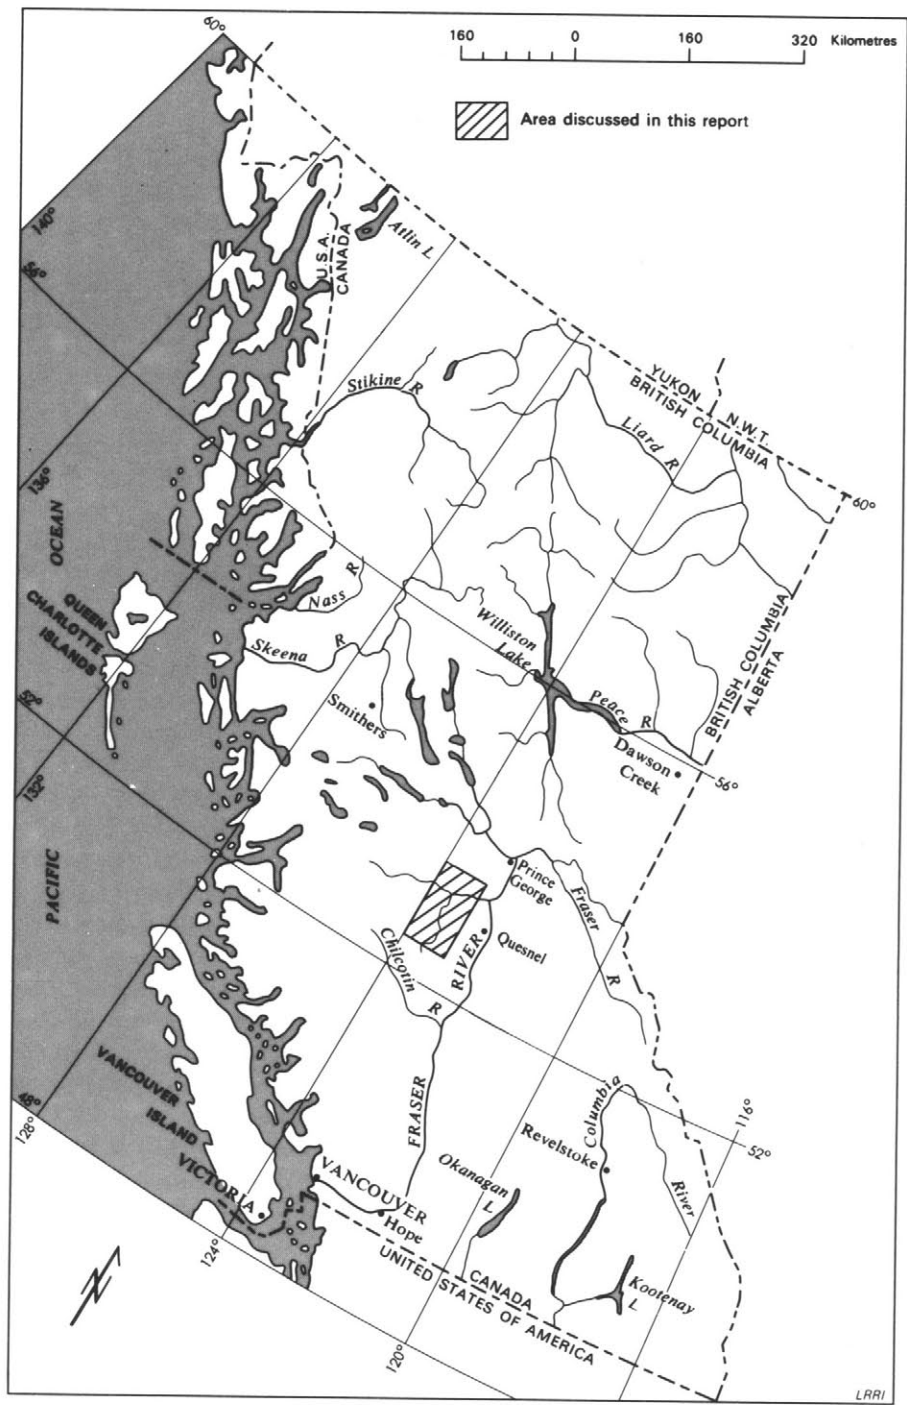 60°
160 0 160 320 Kilometres
Area discussed in this report
140°
56°
Atlin L
U.S.A.
CANADA
Stikine R
YUKON N.W.T.
BRITISH COLUMBIA
Liard R
60°
136°
PACIFIC OCEAN
QUEEN
CHARLOTTE
ISLANDS
Nass R
Skeena R
Williston
Lake
Peace R
BRITISH COLUMBIA
ALBERTA
52°
Smithers
Dawson
Creek
56°
132°
Prince
George
Fraser R
Quesnel
Chilcotin R
FRASER RIVER
VANCOUVER
ISLAND
48°
128°
VICTORIA
VANCOUVER
Hope
Okanagan
L
Revelstoke
Columbia River
116°
52°
124°
CANADA
UNITED STATES OF AMERICA
Kootenay
L
N
120°
LRRI